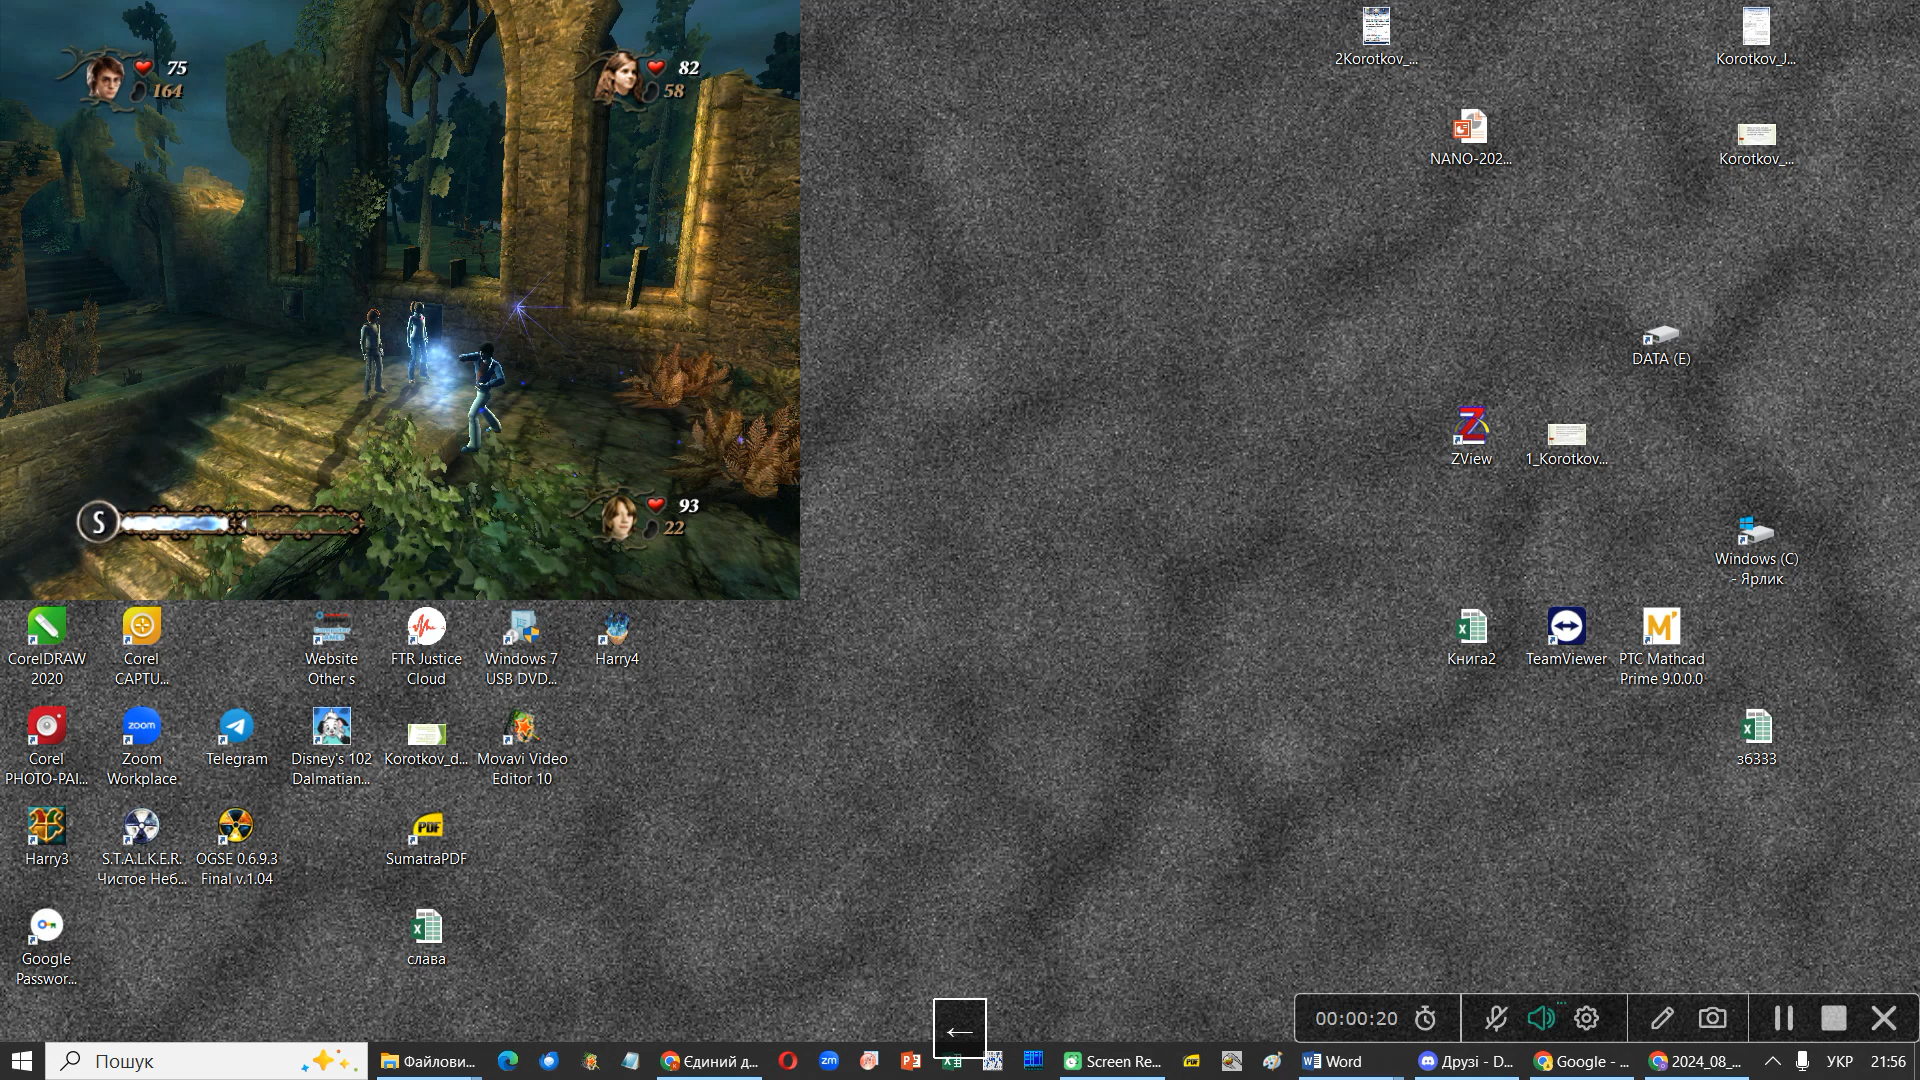 75
164
82
58
S
93
22
2Korotkov_...
Korotkov_J...
NANO-202...
Korotkov_...
DATA (E)
ZView
1_Korotkov...
Windows (C)
- Ярлик
CorelDRAW
2020
Corel
CAPTU...
Website
Other s
FTR Justice
Cloud
Windows 7
USB DVD...
Harry4
Книга2
TeamViewer
PTC Mathcad
Prime 9.0.0.0
Corel
PHOTO-PAI...
zoom
Zoom
Workplace
Telegram
Disney's 102
Dalmatian...
Korotkov_d...
Movavi Video
Editor 10
з6333
Harry3
S.T.A.L.K.E.R.
Чистое Неб...
OGSE 0.6.9.3
Final v.1.04
PDF
SumatraPDF
Google
Passwor...
слава
←
00:00:20
Пошук
Файлови...
Єдиний д...
zm
Screen Re...
PDF
Word
Друзі - D...
Google - ...
2024_08_...
УКР
21:56